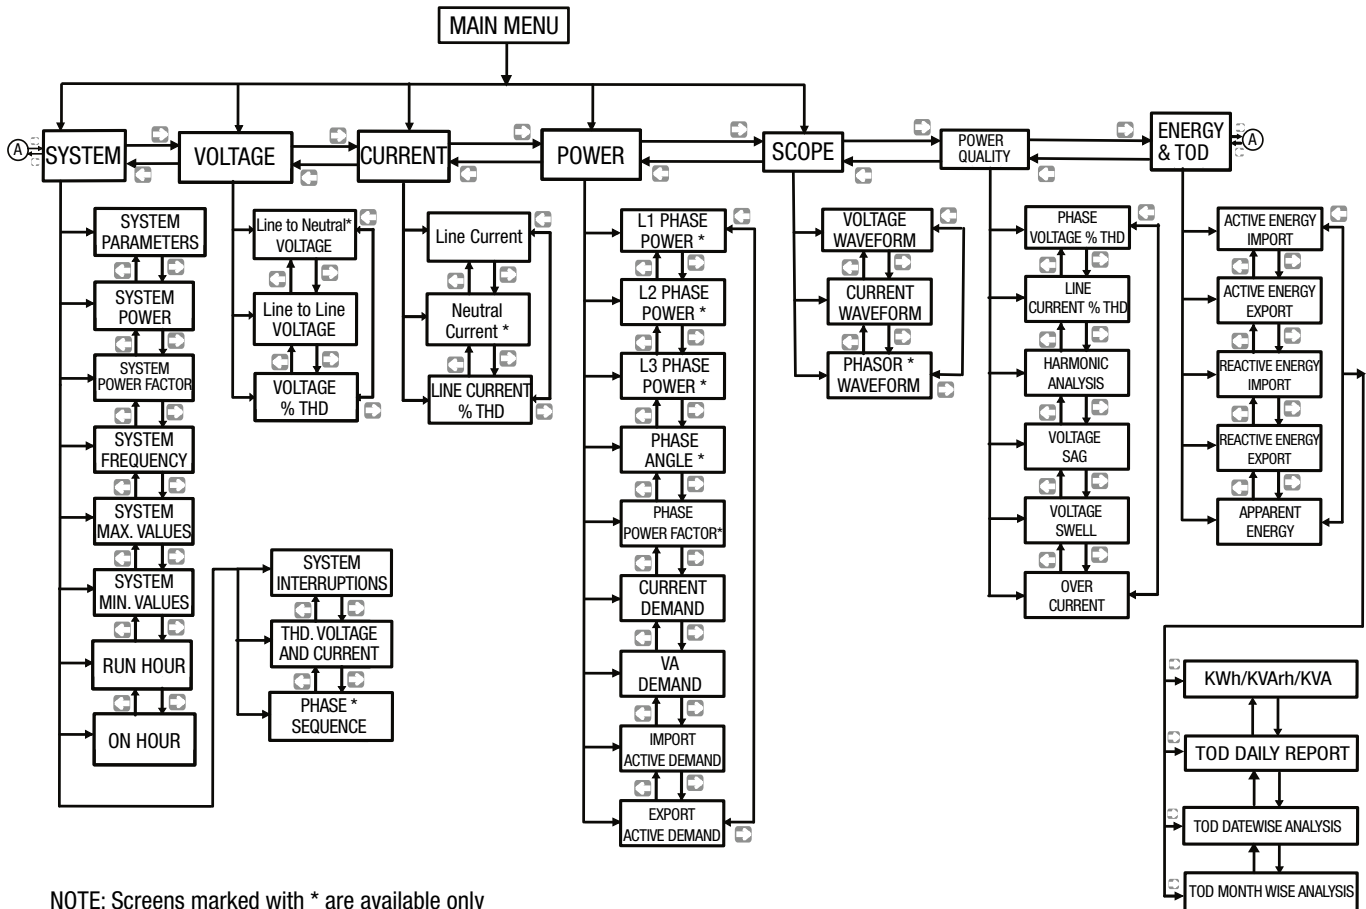 MAIN MENU
A
SYSTEM
VOLTAGE
CURRENT
POWER
SCOPE
POWER
QUALITY
ENERGY
& TOD
A
SYSTEM
PARAMETERS
SYSTEM
POWER
SYSTEM
POWER FACTOR
SYSTEM
FREQUENCY
SYSTEM
MAX. VALUES
SYSTEM
MIN. VALUES
RUN HOUR
ON HOUR
SYSTEM
INTERRUPTIONS
THD. VOLTAGE
AND CURRENT
PHASE *
SEQUENCE
Line to Neutral*
VOLTAGE
Line to Line
VOLTAGE
VOLTAGE
% THD
Line Current
Neutral
Current *
LINE CURRENT
% THD
L1 PHASE
POWER *
L2 PHASE
POWER *
L3 PHASE
POWER *
PHASE
ANGLE *
PHASE
POWER FACTOR*
CURRENT
DEMAND
VA
DEMAND
IMPORT
ACTIVE DEMAND
EXPORT
ACTIVE DEMAND
VOLTAGE
WAVEFORM
CURRENT
WAVEFORM
PHASOR *
WAVEFORM
PHASE
VOLTAGE % THD
LINE
CURRENT % THD
HARMONIC
ANALYSIS
VOLTAGE
SAG
VOLTAGE
SWELL
OVER
CURRENT
ACTIVE ENERGY
IMPORT
ACTIVE ENERGY
EXPORT
REACTIVE ENERGY
IMPORT
REACTIVE ENERGY
EXPORT
APPARENT
ENERGY
KWh/KVArh/KVA
TOD DAILY REPORT
TOD DATEWISE ANALYSIS
TOD MONTH WISE ANALYSIS
NOTE: Screens marked with * are available only